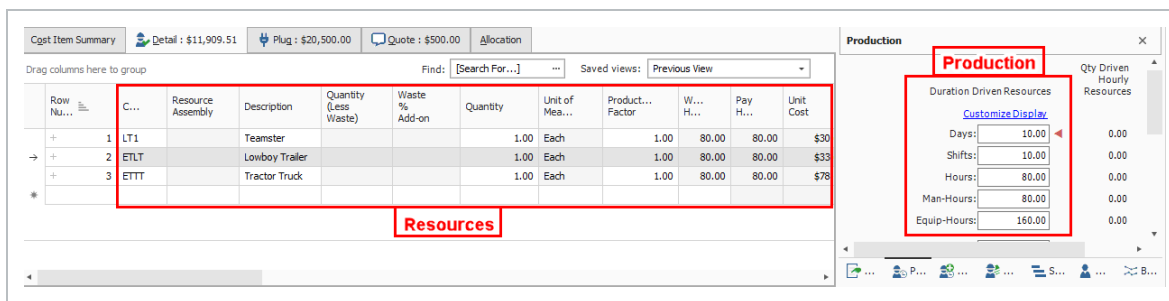 Cost Item Summary Detail : $11,909.51 Plug : $20,500.00 Quote : $500.00 Allocation
Drag columns here to group Find: [Search For...] ... Saved views: Previous View
Row Nu... C... Resource Assembly Description Quantity (Less Waste) Waste % Add-on Quantity Unit of Mea... Product... Factor W... H... Pay H... Unit Cost
1 LT1 Teamster 1.00 Each 1.00 80.00 80.00 $30
2 ETLT Lowboy Trailer 1.00 Each 1.00 80.00 80.00 $33
3 ETTT Tractor Truck 1.00 Each 1.00 80.00 80.00 $78
Resources
Production
Production
Duration Driven Resources Qty Driven Hourly Resources
Customize Display
Days: 10.00 0.00
Shifts: 10.00 0.00
Hours: 80.00 0.00
Man-Hours: 80.00 0.00
Equip-Hours: 160.00 0.00
... P... ... ... S... ... B...